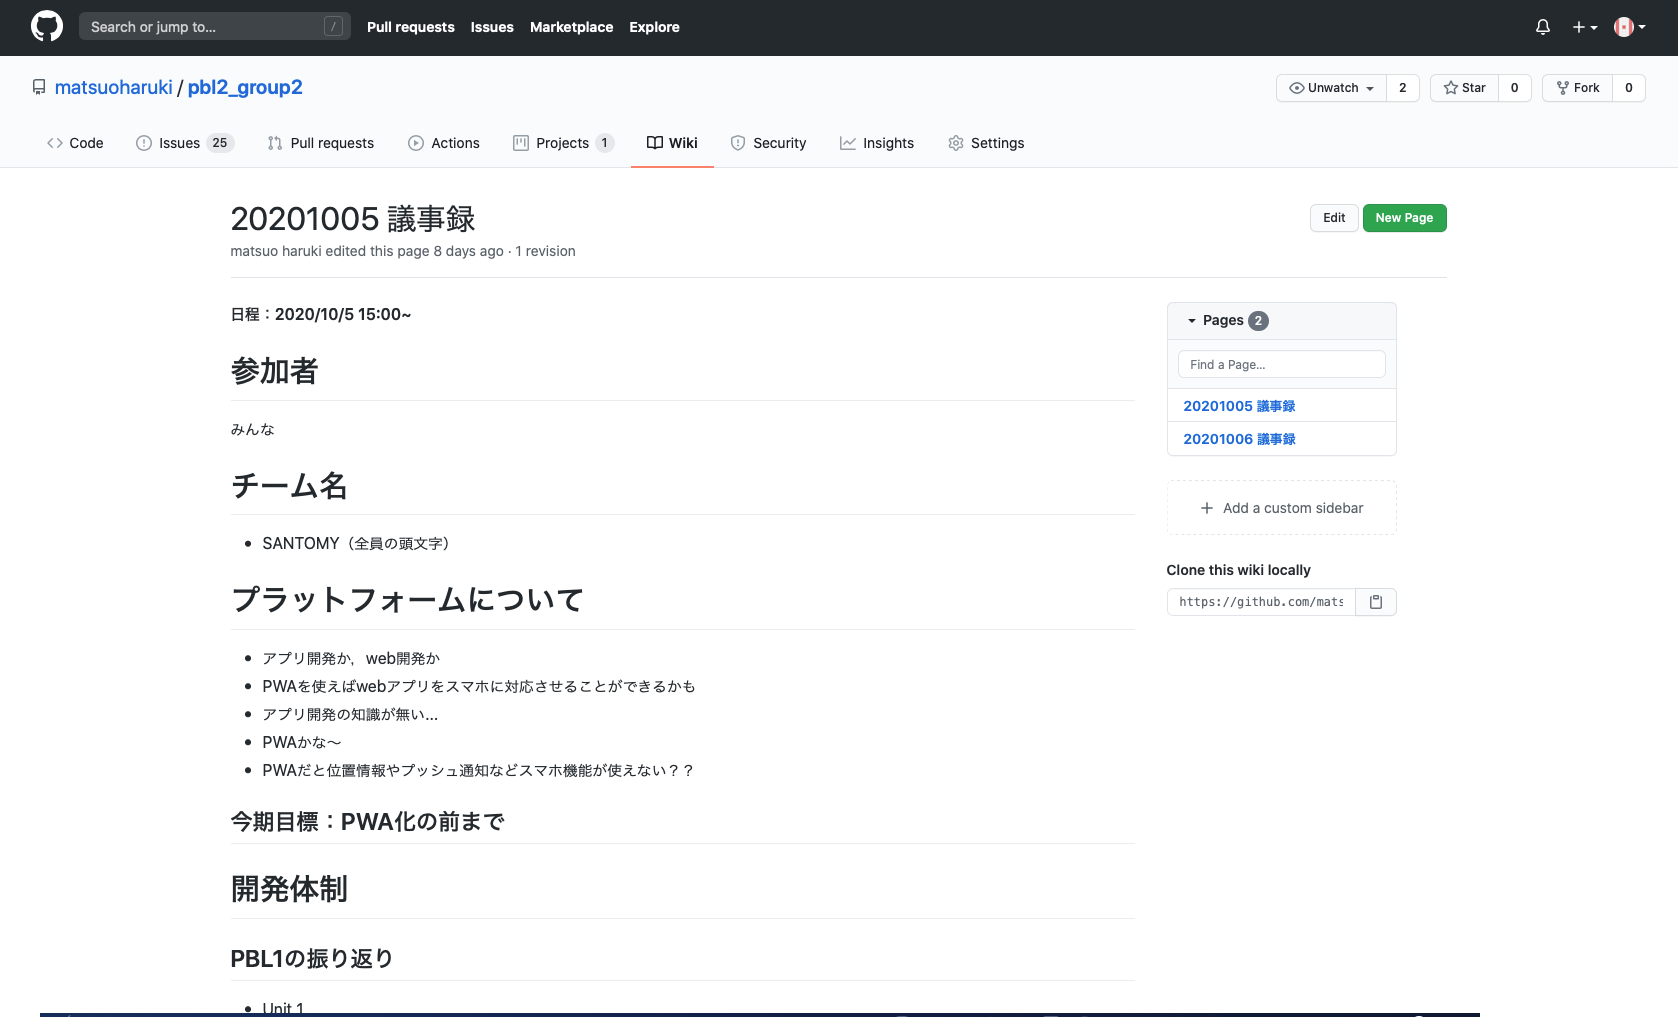 Search or jump to... /
Pull requests Issues Marketplace Explore
matsuoharuki / pbl2_group2
Unwatch 2 Star 0 Fork 0
Code Issues 25 Pull requests Actions Projects 1 Wiki Security Insights Settings
20201005 議事録
Edit New Page
matsuo haruki edited this page 8 days ago · 1 revision
日程：2020/10/5 15:00~
参加者
みんな
チーム名
SANTOMY（全員の頭文字）
プラットフォームについて
アプリ開発か，web開発か
PWAを使えばwebアプリをスマホに対応させることができるかも
アプリ開発の知識が無い...
PWAかな〜
PWAだと位置情報やプッシュ通知などスマホ機能が使えない？？
今期目標：PWA化の前まで
開発体制
PBL1の振り返り
Unit 1
Pages 2
Find a Page...
20201005 議事録
20201006 議事録
Add a custom sidebar
Clone this wiki locally
https://github.com/mats